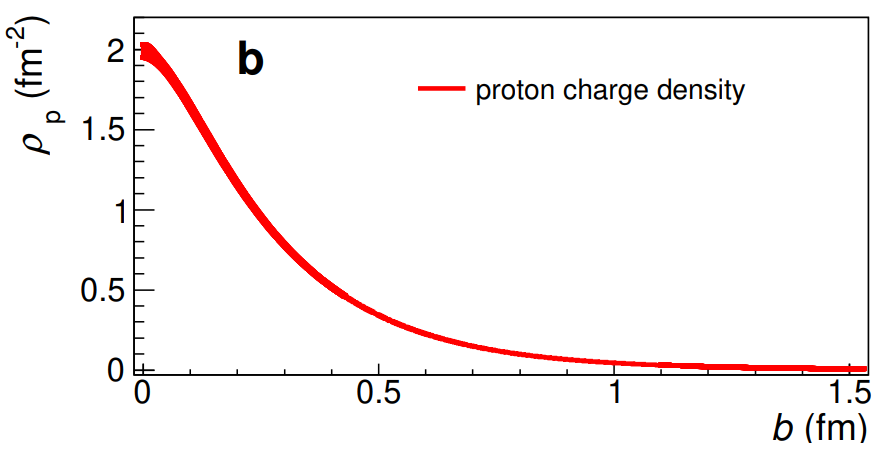 ρp (fm-2)
b
proton charge density
2
1.5
1
0.5
0
0 0.5 1 1.5
b (fm)